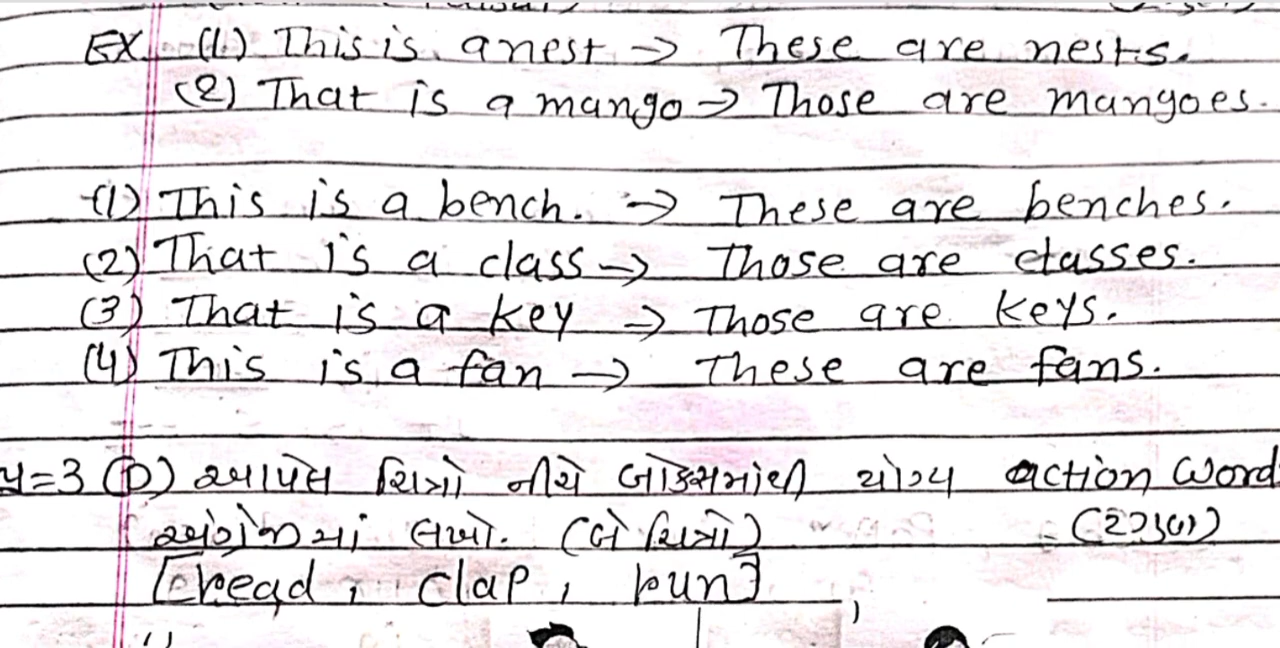 EX. (1.) This is a nest → These are nests.
(2) That is a mango → Those are mangoes.
(1) This is a bench. → These are benches.
(2) That is a class → Those are classes.
(3) That is a key → Those are keys.
(4) This is a fan → These are fans.
પ્ર=3 (D) આપેલ ચિત્રો નીચે બોક્સમાંથી યોગ્ય action word
અંગ્રેજીમાં લખો. (બે ચિત્રો) (2ગુણ)
[read, clap, run]